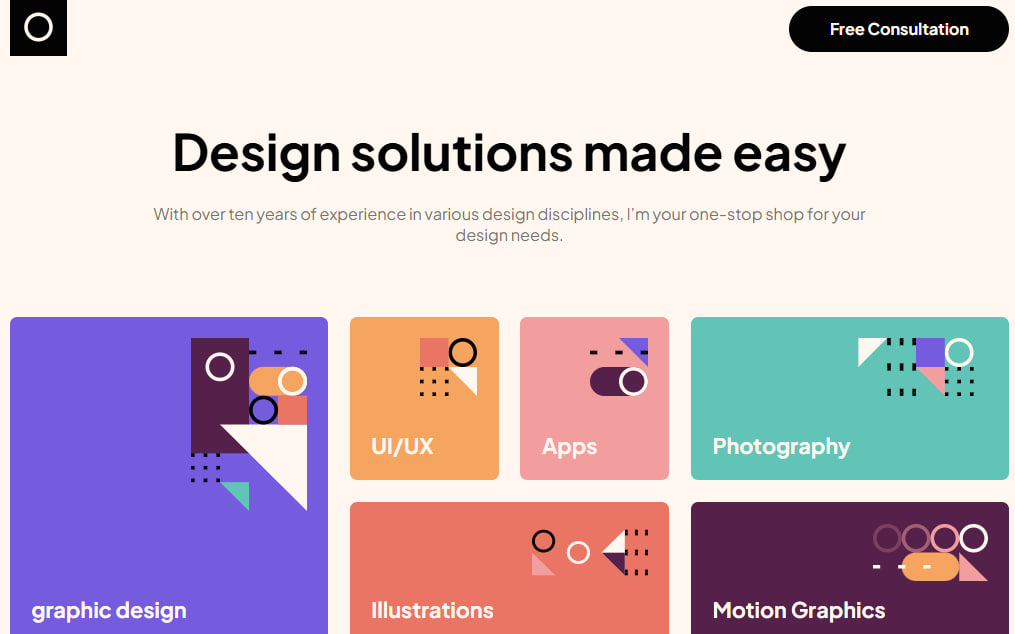 Free Consultation
Design solutions made easy
With over ten years of experience in various design disciplines, I'm your one-stop shop for your
design needs.
UI/UX
Apps
Photography
graphic design
Illustrations
Motion Graphics